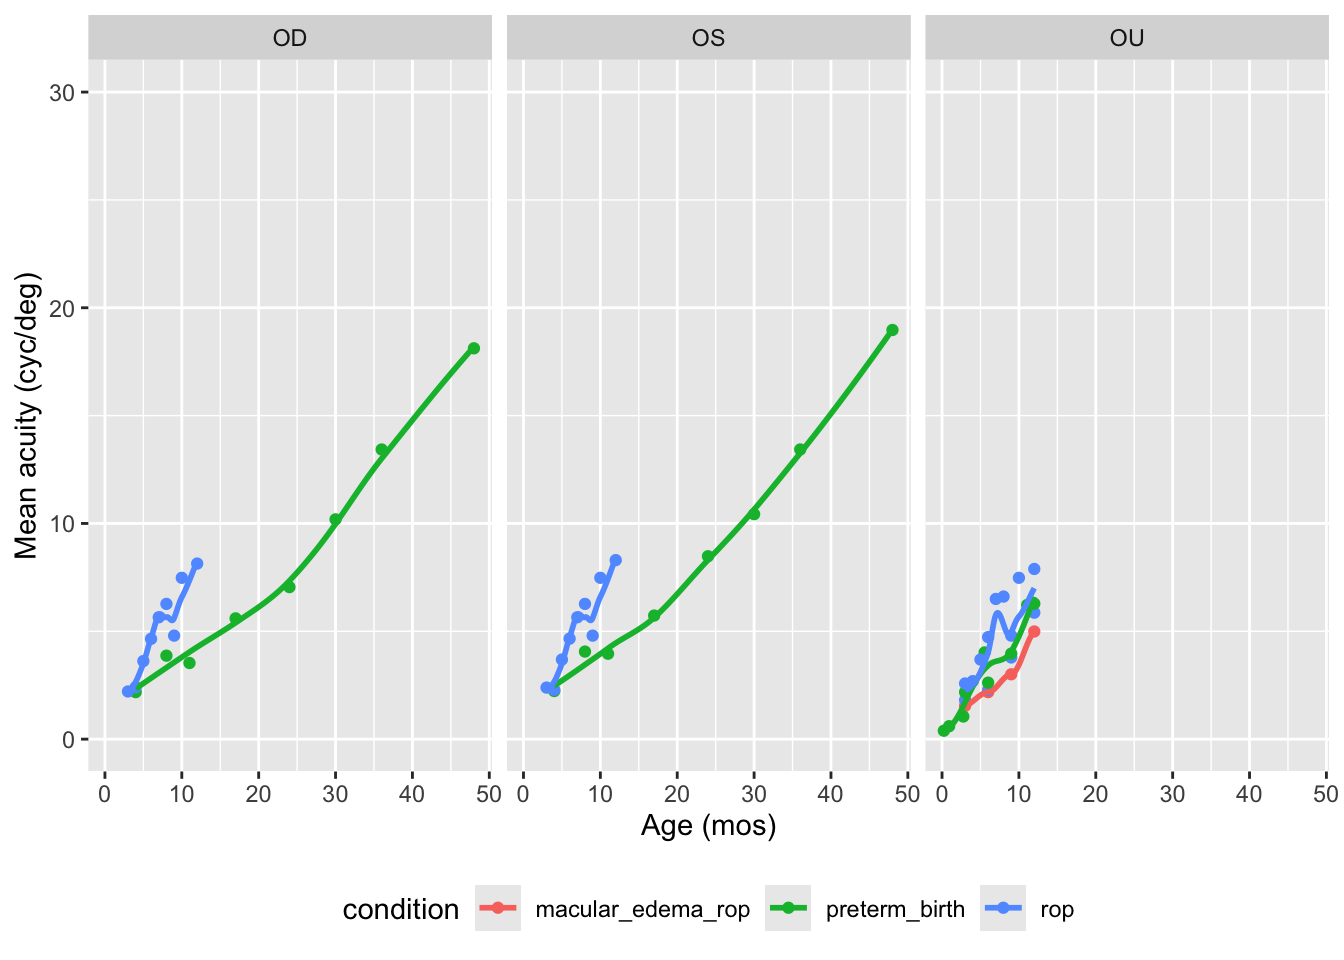 OD OS OU
30
20
10
0
Mean acuity (cyc/deg)
0 10 20 30 40 50 0 10 20 30 40 50 0 10 20 30 40 50
Age (mos)
condition macular_edema_rop preterm_birth rop